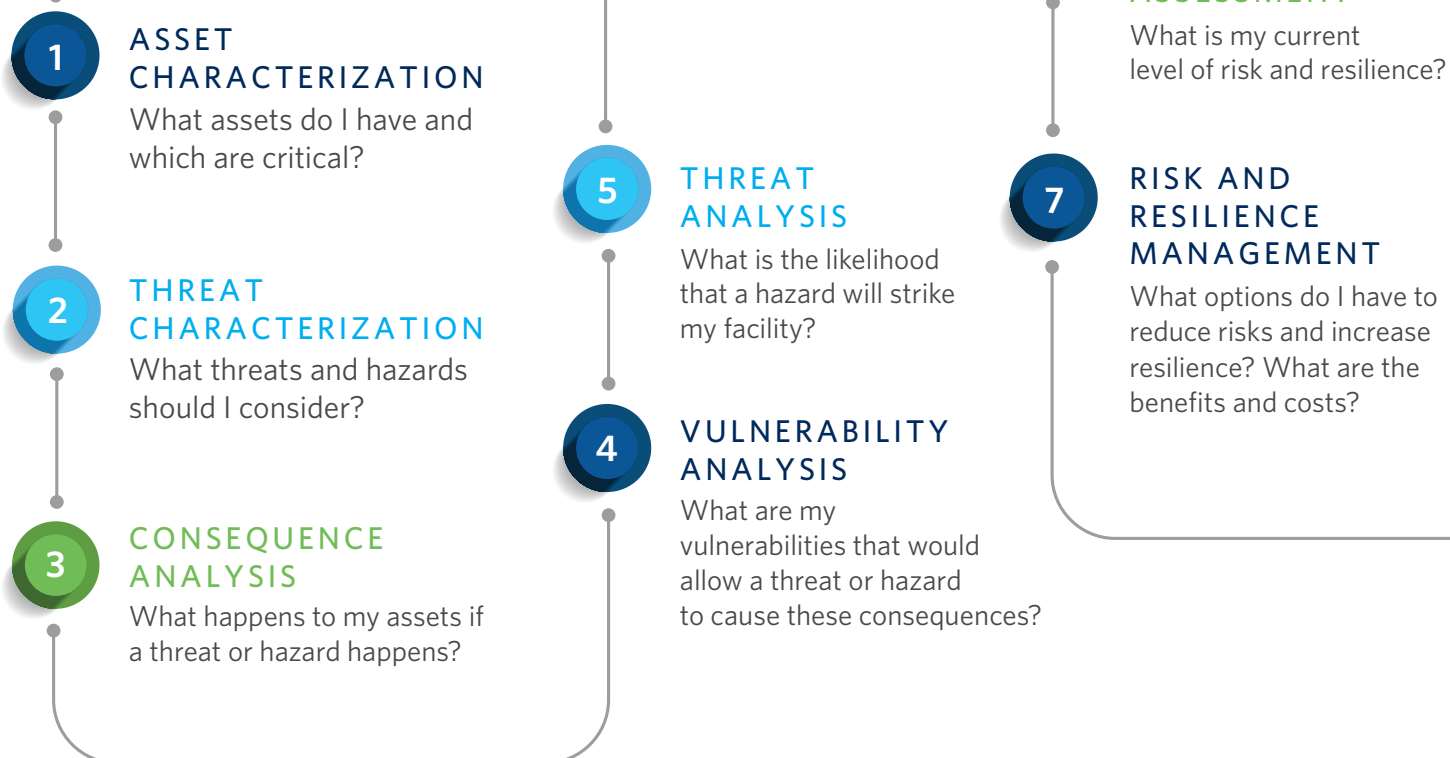 1
ASSET
CHARACTERIZATION
What assets do I have and
which are critical?
2
THREAT
CHARACTERIZATION
What threats and hazards
should I consider?
3
CONSEQUENCE
ANALYSIS
What happens to my assets if
a threat or hazard happens?
5
THREAT
ANALYSIS
What is the likelihood
that a hazard will strike
my facility?
4
VULNERABILITY
ANALYSIS
What are my
vulnerabilities that would
allow a threat or hazard
to cause these consequences?
What is my current
level of risk and resilience?
7
RISK AND
RESILIENCE
MANAGEMENT
What options do I have to
reduce risks and increase
resilience? What are the
benefits and costs?